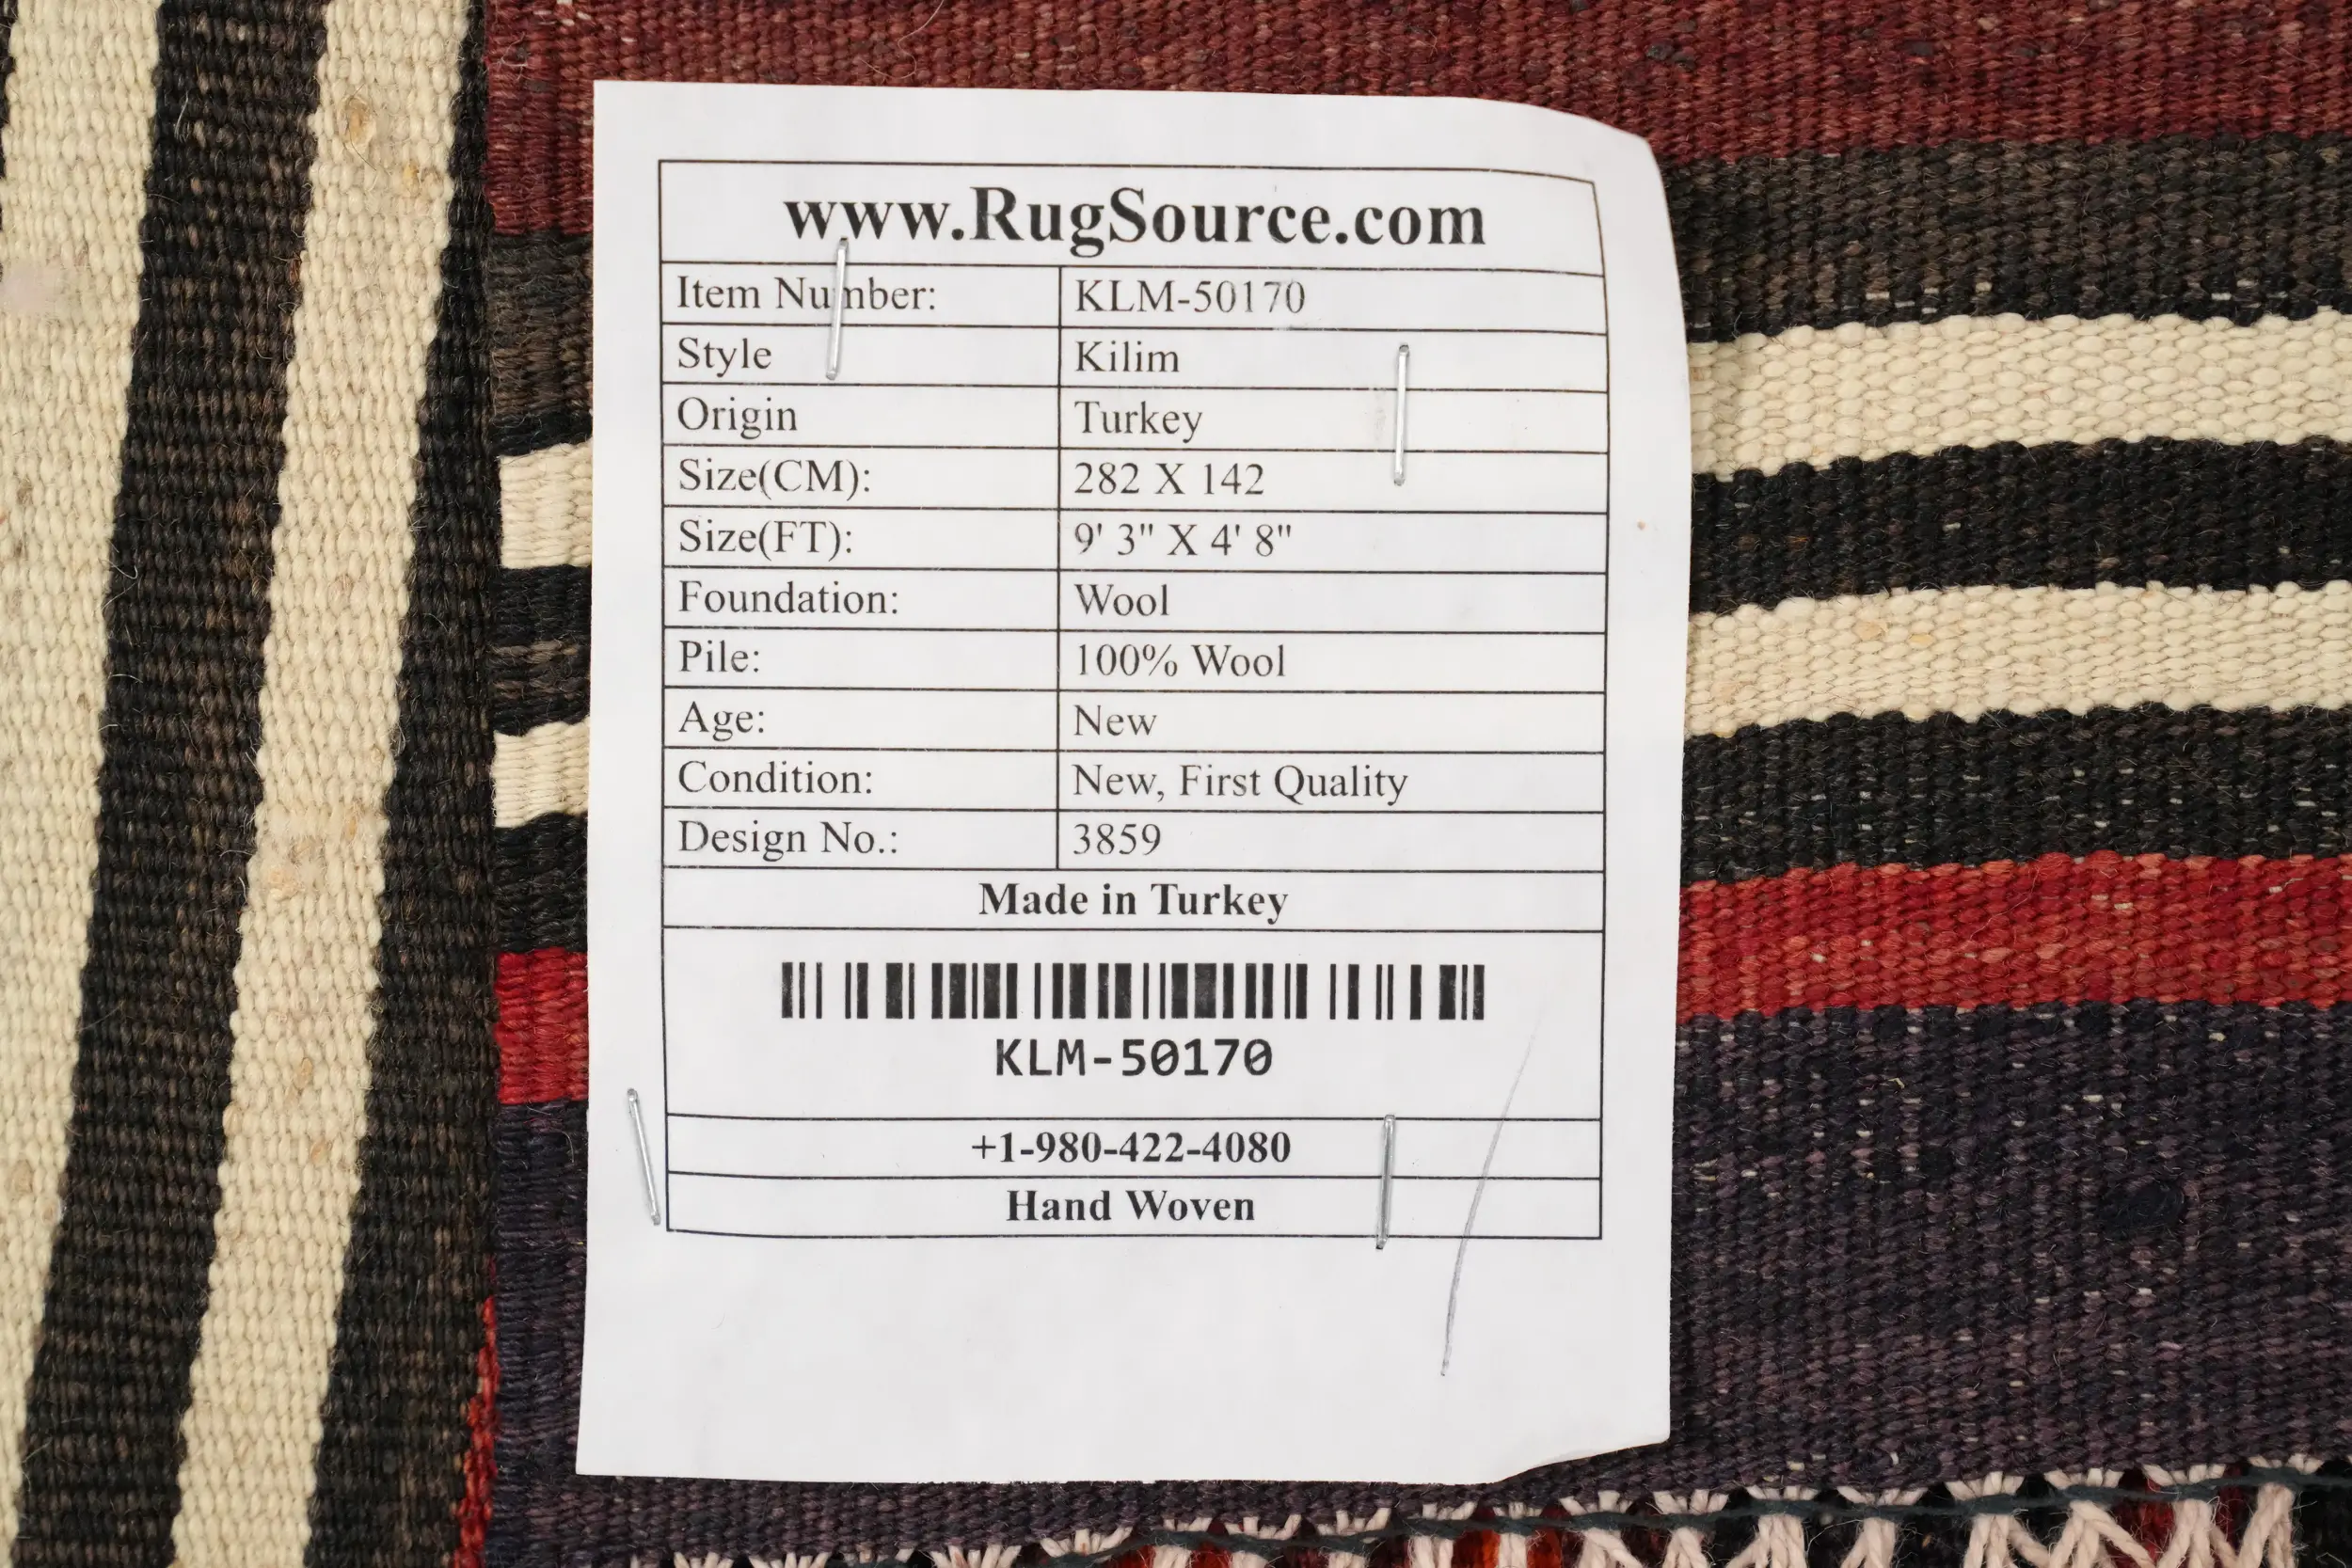 www.RugSource.com
Item Number: KLM-50170
Style Kilim
Origin Turkey
Size(CM): 282 X 142
Size(FT): 9' 3" X 4' 8"
Foundation: Wool
Pile: 100% Wool
Age: New
Condition: New, First Quality
Design No.: 3859
Made in Turkey
KLM-50170
+1-980-422-4080
Hand Woven